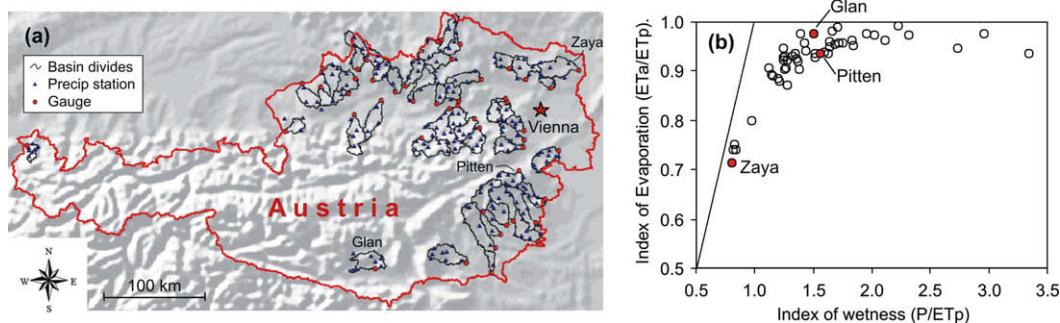 (a)
Basin divides
Precip station
Gauge
Zaya
Vienna
Pitten
Austria
Glan
N
W E
S
100 km
(b)
Glan
Pitten
Zaya
Index of Evaporation (ETa/ETp).
1.0
0.9
0.8
0.7
0.6
0.5
0.5 1.0 1.5 2.0 2.5 3.0 3.5
Index of wetness (P/ETp)